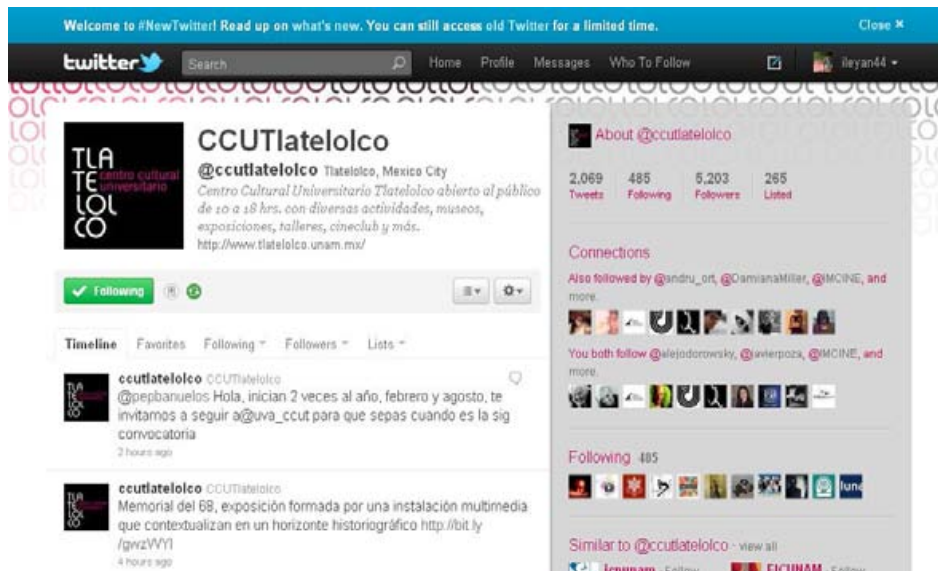 Welcome to #NewTwitter! Read up on what's new. You can still access old Twitter for a limited time.
Close ✖
twitter
Search
Home Profile Messages Who To Follow
ileyan44
TLA
TE centro cultural
universitario
LOL
CO
CCUTlatelolco
@ccutlatelolco Tlatelolco, Mexico City
Centro Cultural Universitario Tlatelolco abierto al público
de 10 a 18 hrs. con diversas actividades, museos,
exposiciones, talleres, cineclub y más.
http://www.tlatelolco.unam.mx/
Following
Timeline Favorites Following Followers Lists
ccutlatelolco CCUTlatelolco
@pepbanuelos Hola, inician 2 veces al año, febrero y agosto, te
invitamos a seguir a@uva_ccut para que sepas cuando es la sig
convocatoria
2 hours ago
ccutlatelolco CCUTlatelolco
Memorial del 68, exposición formada por una instalación multimedia
que contextualizan en un horizonte historiográfico http://bit.ly
/gwzVVYI
4 hours ago
About @ccutlatelolco
2,069 485 5,203 265
Tweets Following Followers Listed
Connections
Also followed by @andru_ort, @DamianaMiller, @IMCINE, and
more.
You both follow @alejodorowsky, @javierpoza, @IMCINE, and
more.
Following 485
Similar to @ccutlatelolco · view all
icnunam · Follow
FICUNAM · Follow